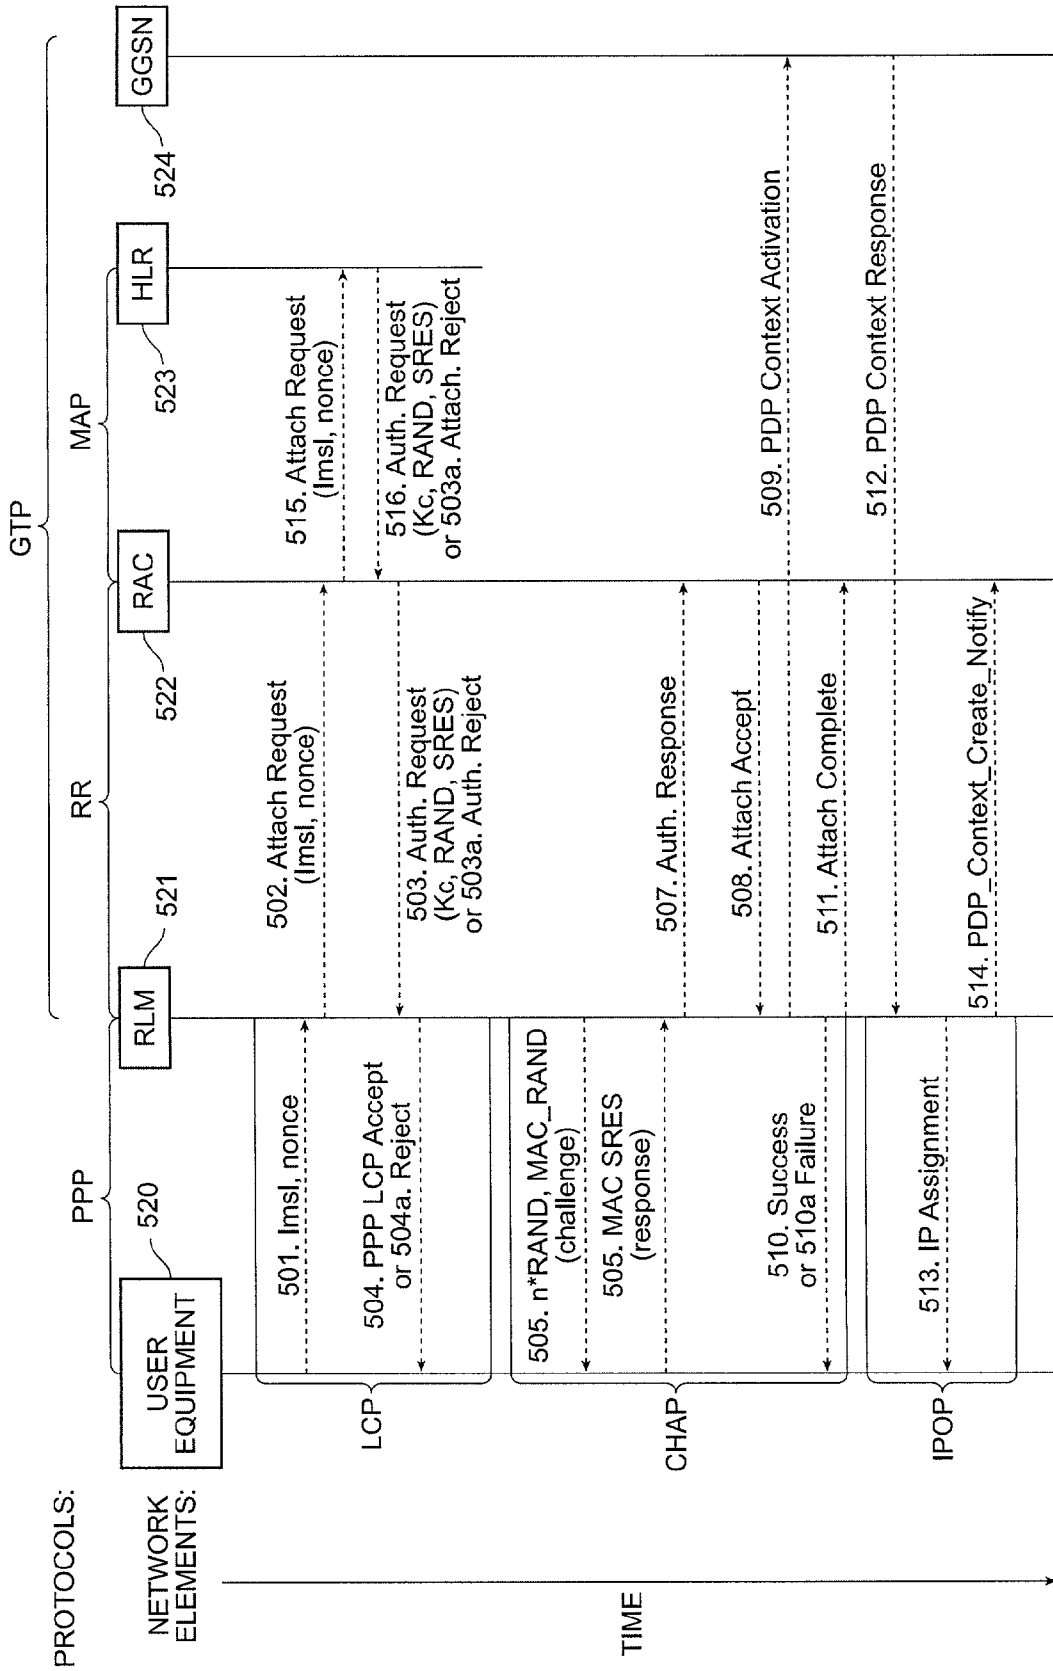 PROTOCOLS:
PPP
RR
MAP
GTP
NETWORK
ELEMENTS:
USER
EQUIPMENT
520
RLM
521
RAC
522
HLR
523
GGSN
524
TIME
LCP
501. ImsI, nonce
502. Attach Request
(ImsI, nonce)
515. Attach Request
(ImsI, nonce)
516. Auth. Request
(Kc, RAND, SRES)
or 503a. Attach. Reject
503. Auth. Request
(Kc, RAND, SRES)
or 503a. Auth. Reject
504. PPP LCP Accept
or 504a. Reject
CHAP
505. n*RAND, MAC_RAND
(challenge)
505. MAC SRES
(response)
507. Auth. Response
508. Attach Accept
509. PDP Context Activation
510. Success
or 510a Failure
511. Attach Complete
IPOP
512. PDP Context Response
513. IP Assignment
514. PDP_Context_Create_Notify